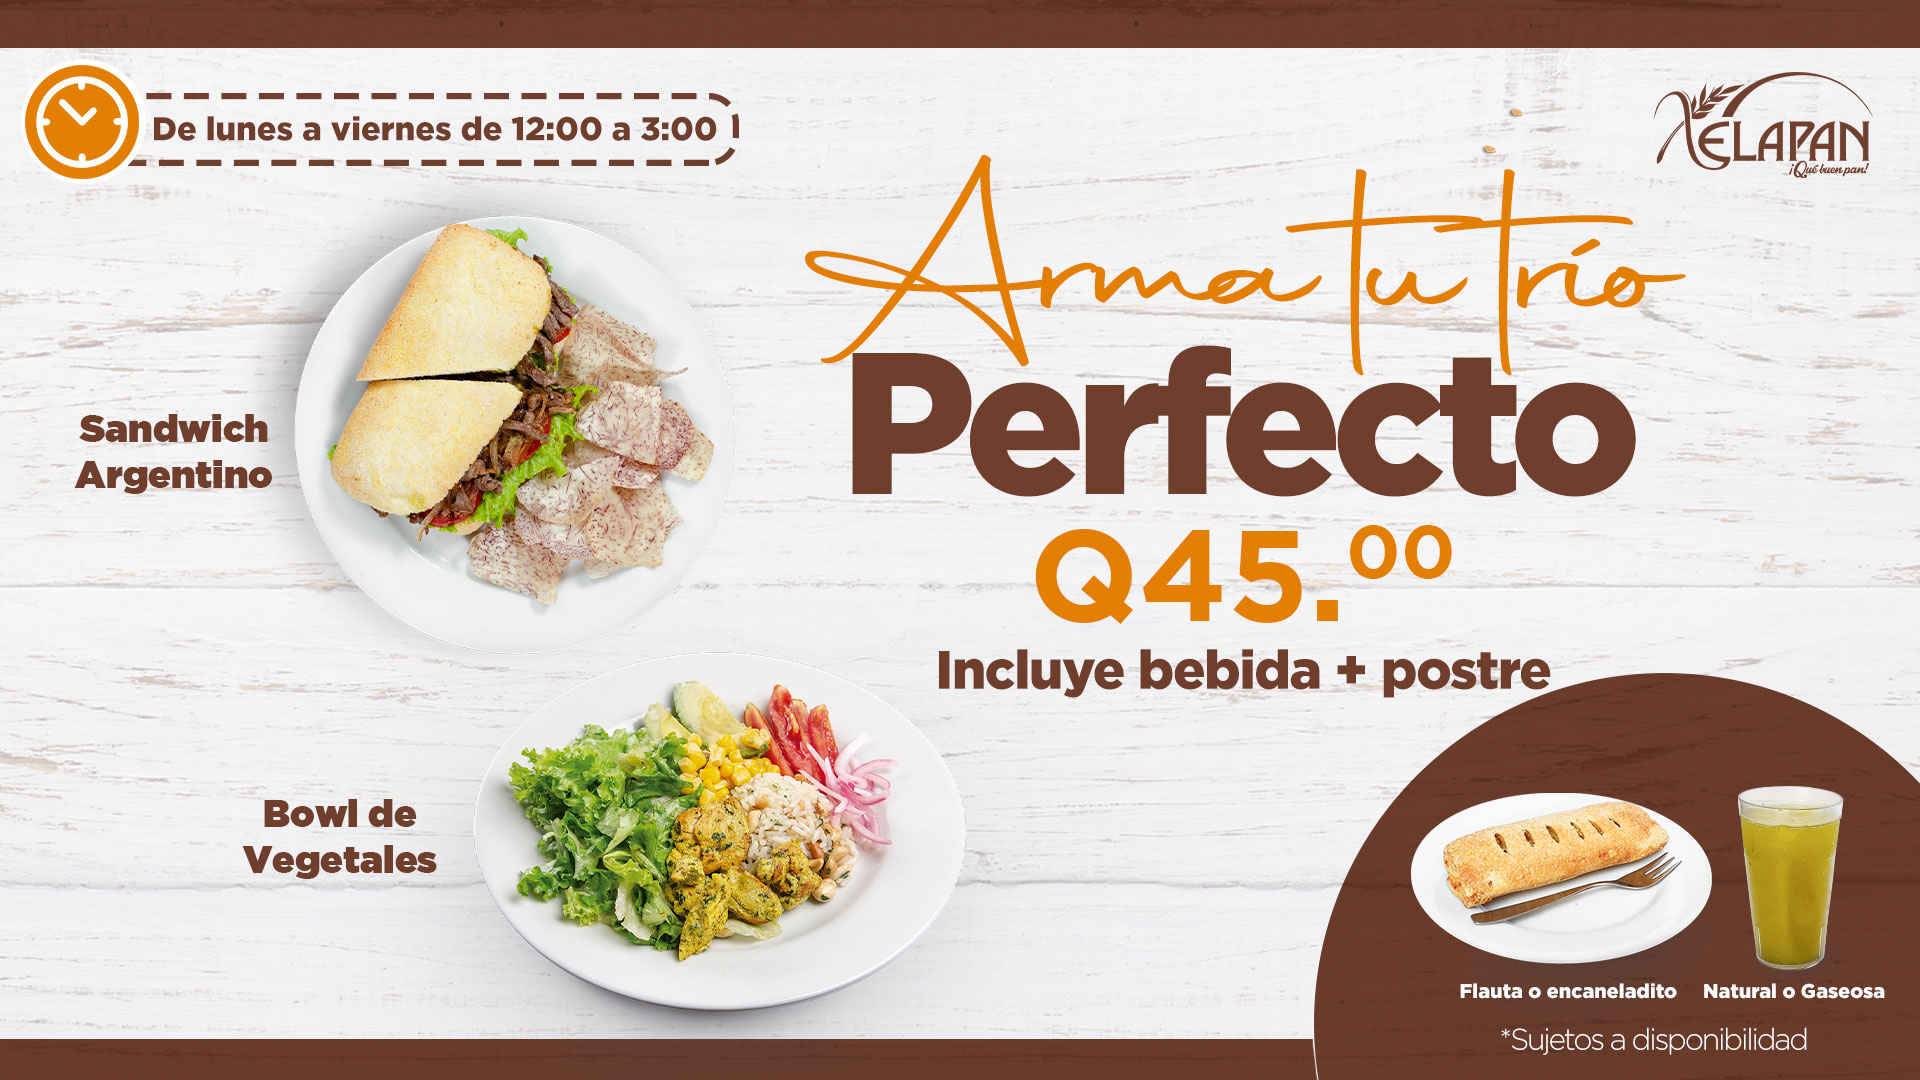 De lunes a viernes de 12:00 a 3:00
XELAPAN
¡Qué buen pan!
Arma tu trío
Perfecto
Q45.00
Incluye bebida + postre
Sandwich
Argentino
Bowl de
Vegetales
Flauta o encaneladito
Natural o Gaseosa
*Sujetos a disponibilidad